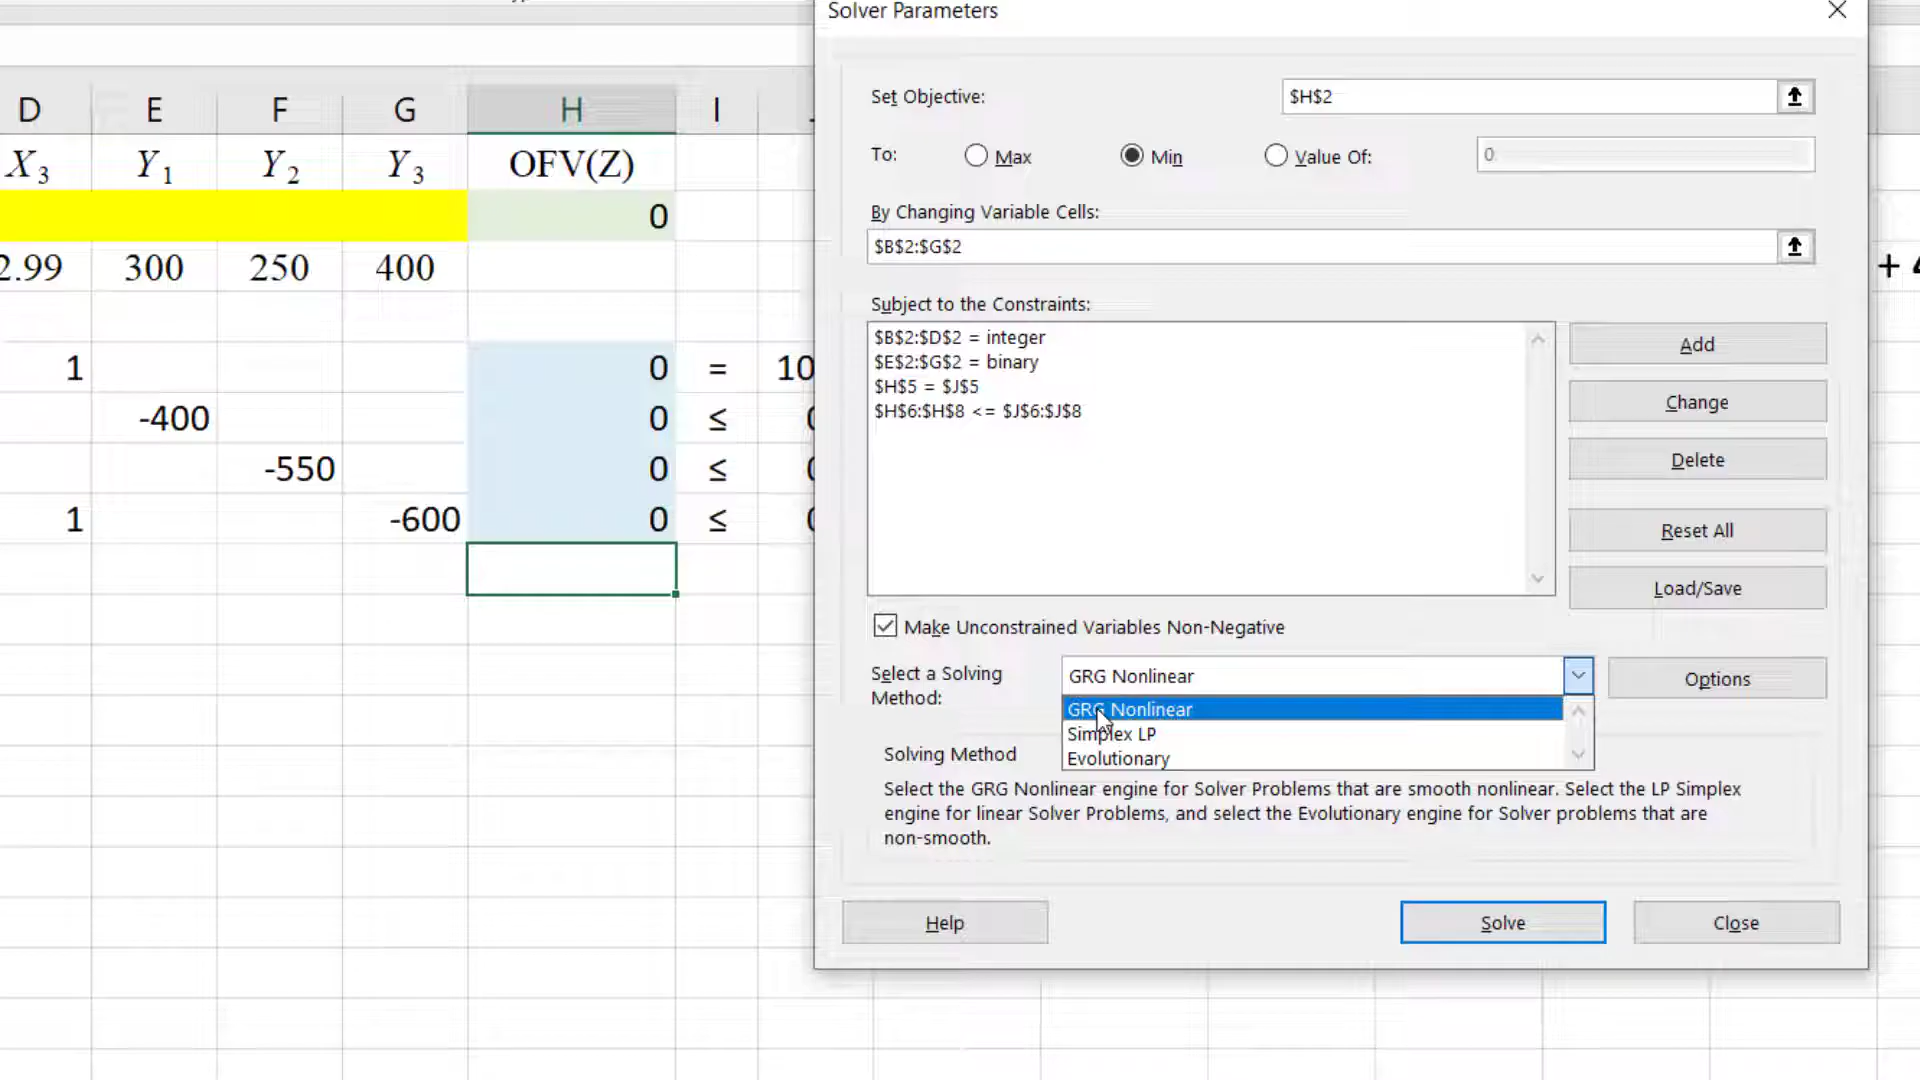 Solver Parameters
Set Objective: $H$2
To: Max Min Value Of: 0
By Changing Variable Cells:
$B$2:$G$2
Subject to the Constraints:
$B$2:$D$2 = integer
$E$2:$G$2 = binary
$H$5 = $J$5
$H$6:$H$8 <= $J$6:$J$8
Add
Change
Delete
Reset All
Load/Save
Make Unconstrained Variables Non-Negative
Select a Solving
Method:
GRG Nonlinear
Options
GRG Nonlinear
Simplex LP
Evolutionary
Solving Method
Select the GRG Nonlinear engine for Solver Problems that are smooth nonlinear. Select the LP Simplex
engine for linear Solver Problems, and select the Evolutionary engine for Solver problems that are
non-smooth.
Help Solve Close
D E F G H I
X3 Y1 Y2 Y3 OFV(Z)
0
2.99 300 250 400
1 0 = 10
-400 0 ≤ 0
-550 0 ≤ 0
1 -600 0 ≤ 0
+ 4